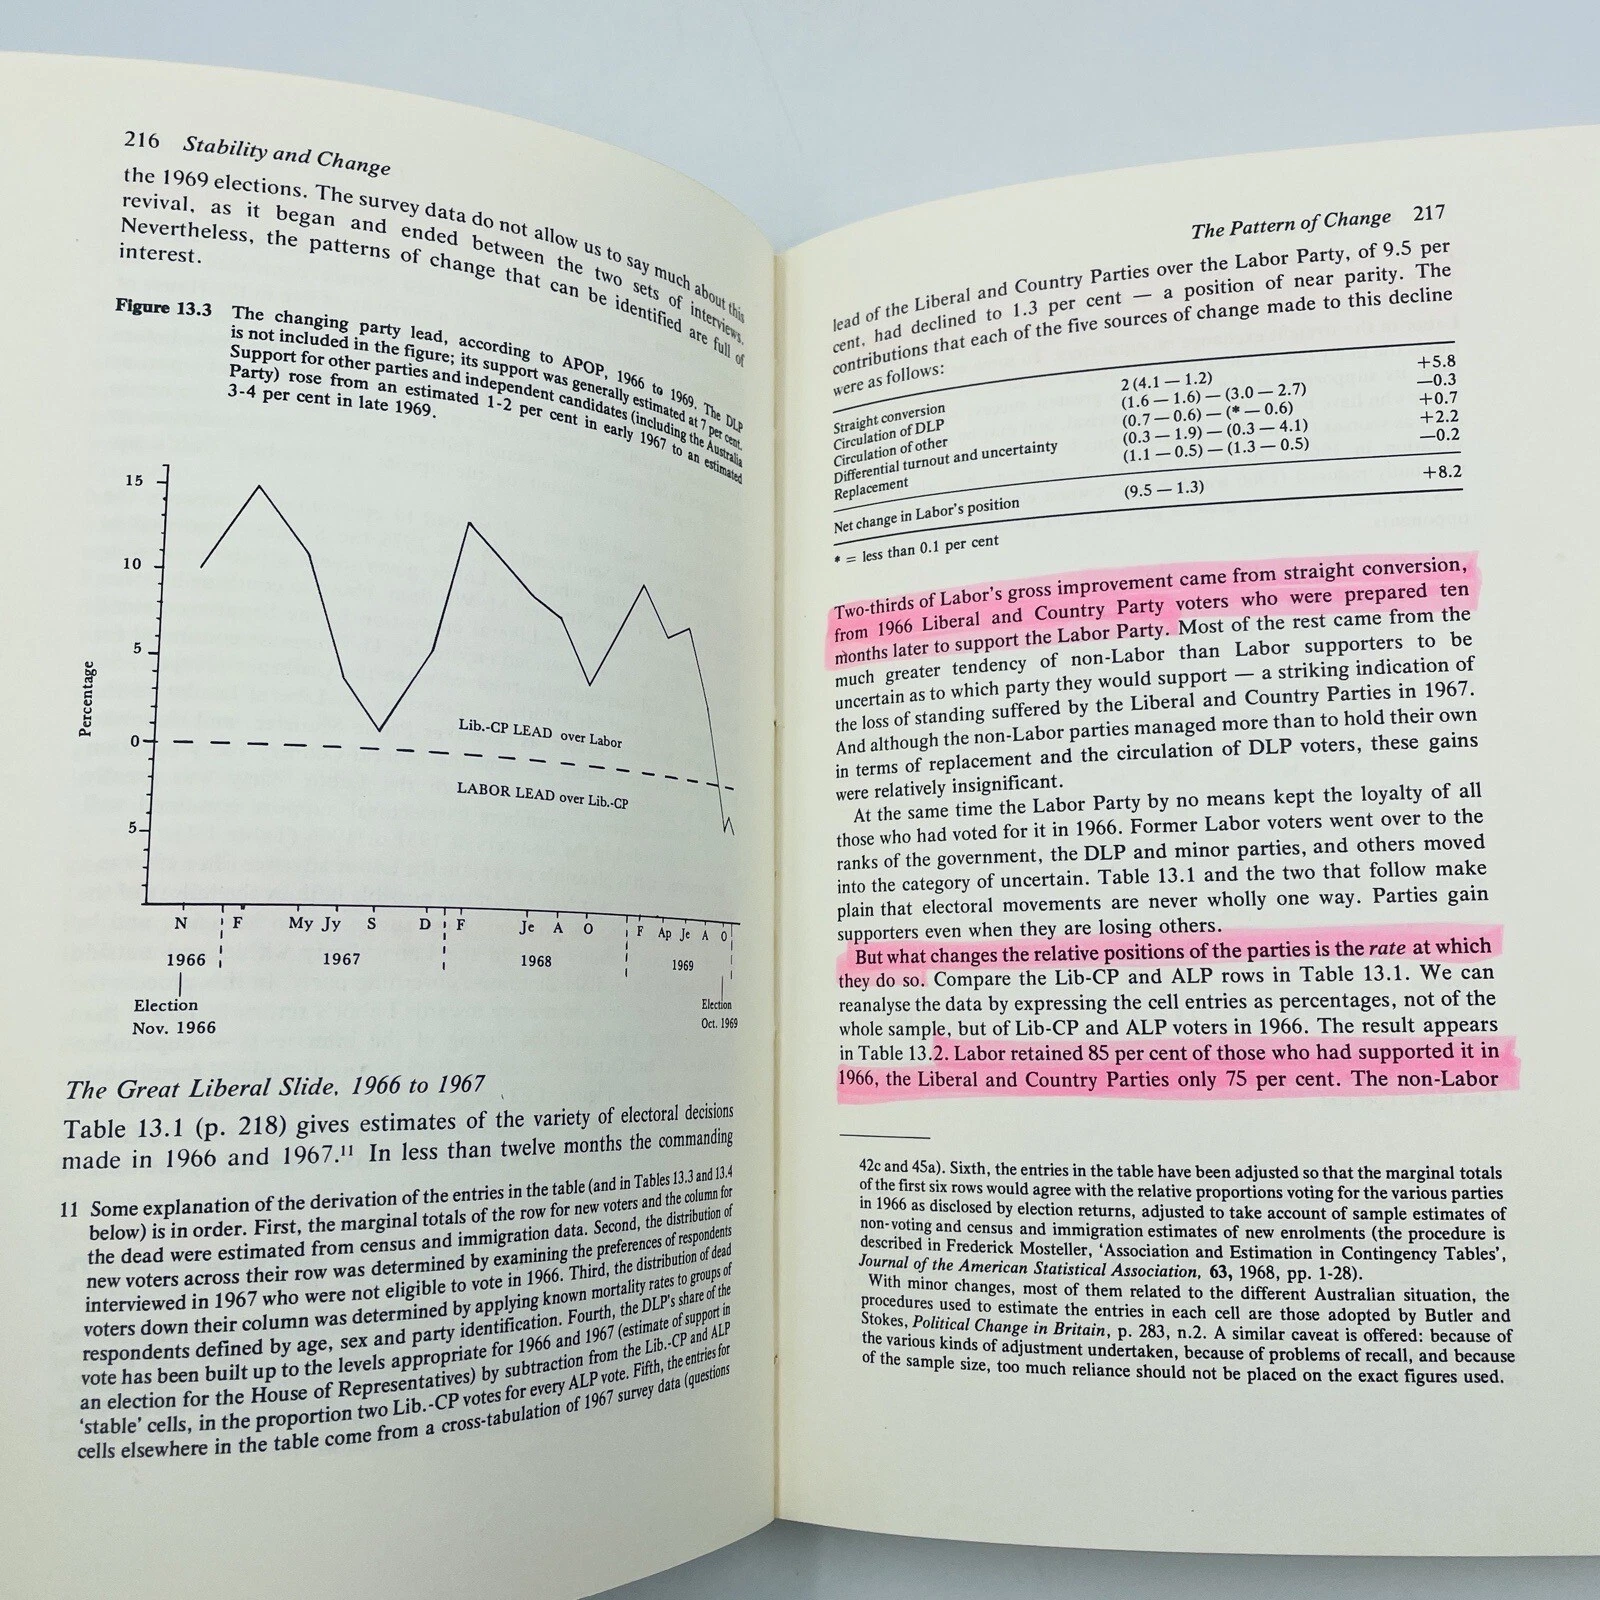 216 Stability and Change
the 1969 elections. The survey data do not allow us to say much about this
revival, as it began and ended between the two sets of interviews.
Nevertheless, the patterns of change that can be identified are full of
interest.
Figure 13.3 The changing party lead, according to APOP, 1966 to 1969. The DLP
is not included in the figure; its support was generally estimated at 7 per cent.
Support for other parties and independent candidates (including the Australia
Party) rose from an estimated 1-2 per cent in early 1967 to an estimated
3-4 per cent in late 1969.
15
10
5
Percentage
0
5
Lib.-CP LEAD over Labor
LABOR LEAD over Lib.-CP
N F My Jy S D F Je A O F Ap Je A O
1966 1967 1968 1969
Election
Nov. 1966
Election
Oct. 1969
The Great Liberal Slide, 1966 to 1967
Table 13.1 (p. 218) gives estimates of the variety of electoral decisions
made in 1966 and 1967.11 In less than twelve months the commanding
11 Some explanation of the derivation of the entries in the table (and in Tables 13.3 and 13.4
below) is in order. First, the marginal totals of the row for new voters and the column for
the dead were estimated from census and immigration data. Second, the distribution of
new voters across their row was determined by examining the preferences of respondents
interviewed in 1967 who were not eligible to vote in 1966. Third, the distribution of dead
voters down their column was determined by applying known mortality rates to groups of
respondents defined by age, sex and party identification. Fourth, the DLP's share of the
vote has been built up to the levels appropriate for 1966 and 1967 (estimate of support in
an election for the House of Representatives) by subtraction from the Lib.-CP and ALP
'stable' cells, in the proportion two Lib.-CP votes for every ALP vote. Fifth, the entries for
cells elsewhere in the table come from a cross-tabulation of 1967 survey data (questions
The Pattern of Change 217
lead of the Liberal and Country Parties over the Labor Party, of 9.5 per
cent, had declined to 1.3 per cent — a position of near parity. The
contributions that each of the five sources of change made to this decline
were as follows:
Straight conversion 2 (4.1 – 1.2) +5.8
Circulation of DLP (1.6 – 1.6) – (3.0 – 2.7) –0.3
Circulation of other (0.7 – 0.6) – (* – 0.6) +0.7
Differential turnout and uncertainty (0.3 – 1.9) – (0.3 – 4.1) +2.2
Replacement (1.1 – 0.5) – (1.3 – 0.5) –0.2
Net change in Labor's position (9.5 – 1.3) +8.2
* = less than 0.1 per cent
Two-thirds of Labor's gross improvement came from straight conversion,
from 1966 Liberal and Country Party voters who were prepared ten
months later to support the Labor Party. Most of the rest came from the
much greater tendency of non-Labor than Labor supporters to be
uncertain as to which party they would support — a striking indication of
the loss of standing suffered by the Liberal and Country Parties in 1967.
And although the non-Labor parties managed more than to hold their own
in terms of replacement and the circulation of DLP voters, these gains
were relatively insignificant.
At the same time the Labor Party by no means kept the loyalty of all
those who had voted for it in 1966. Former Labor voters went over to the
ranks of the government, the DLP and minor parties, and others moved
into the category of uncertain. Table 13.1 and the two that follow make
plain that electoral movements are never wholly one way. Parties gain
supporters even when they are losing others.
But what changes the relative positions of the parties is the rate at which
they do so. Compare the Lib-CP and ALP rows in Table 13.1. We can
reanalyse the data by expressing the cell entries as percentages, not of the
whole sample, but of Lib-CP and ALP voters in 1966. The result appears
in Table 13.2. Labor retained 85 per cent of those who had supported it in
1966, the Liberal and Country Parties only 75 per cent. The non-Labor
42c and 45a). Sixth, the entries in the table have been adjusted so that the marginal totals
of the first six rows would agree with the relative proportions voting for the various parties
in 1966 as disclosed by election returns, adjusted to take account of sample estimates of
non-voting and census and immigration estimates of new enrolments (the procedure is
described in Frederick Mosteller, 'Association and Estimation in Contingency Tables',
Journal of the American Statistical Association, 63, 1968, pp. 1-28).
With minor changes, most of them related to the different Australian situation, the
procedures used to estimate the entries in each cell are those adopted by Butler and
Stokes, Political Change in Britain, p. 283, n.2. A similar caveat is offered: because of
the various kinds of adjustment undertaken, because of problems of recall, and because
of the sample size, too much reliance should not be placed on the exact figures used.